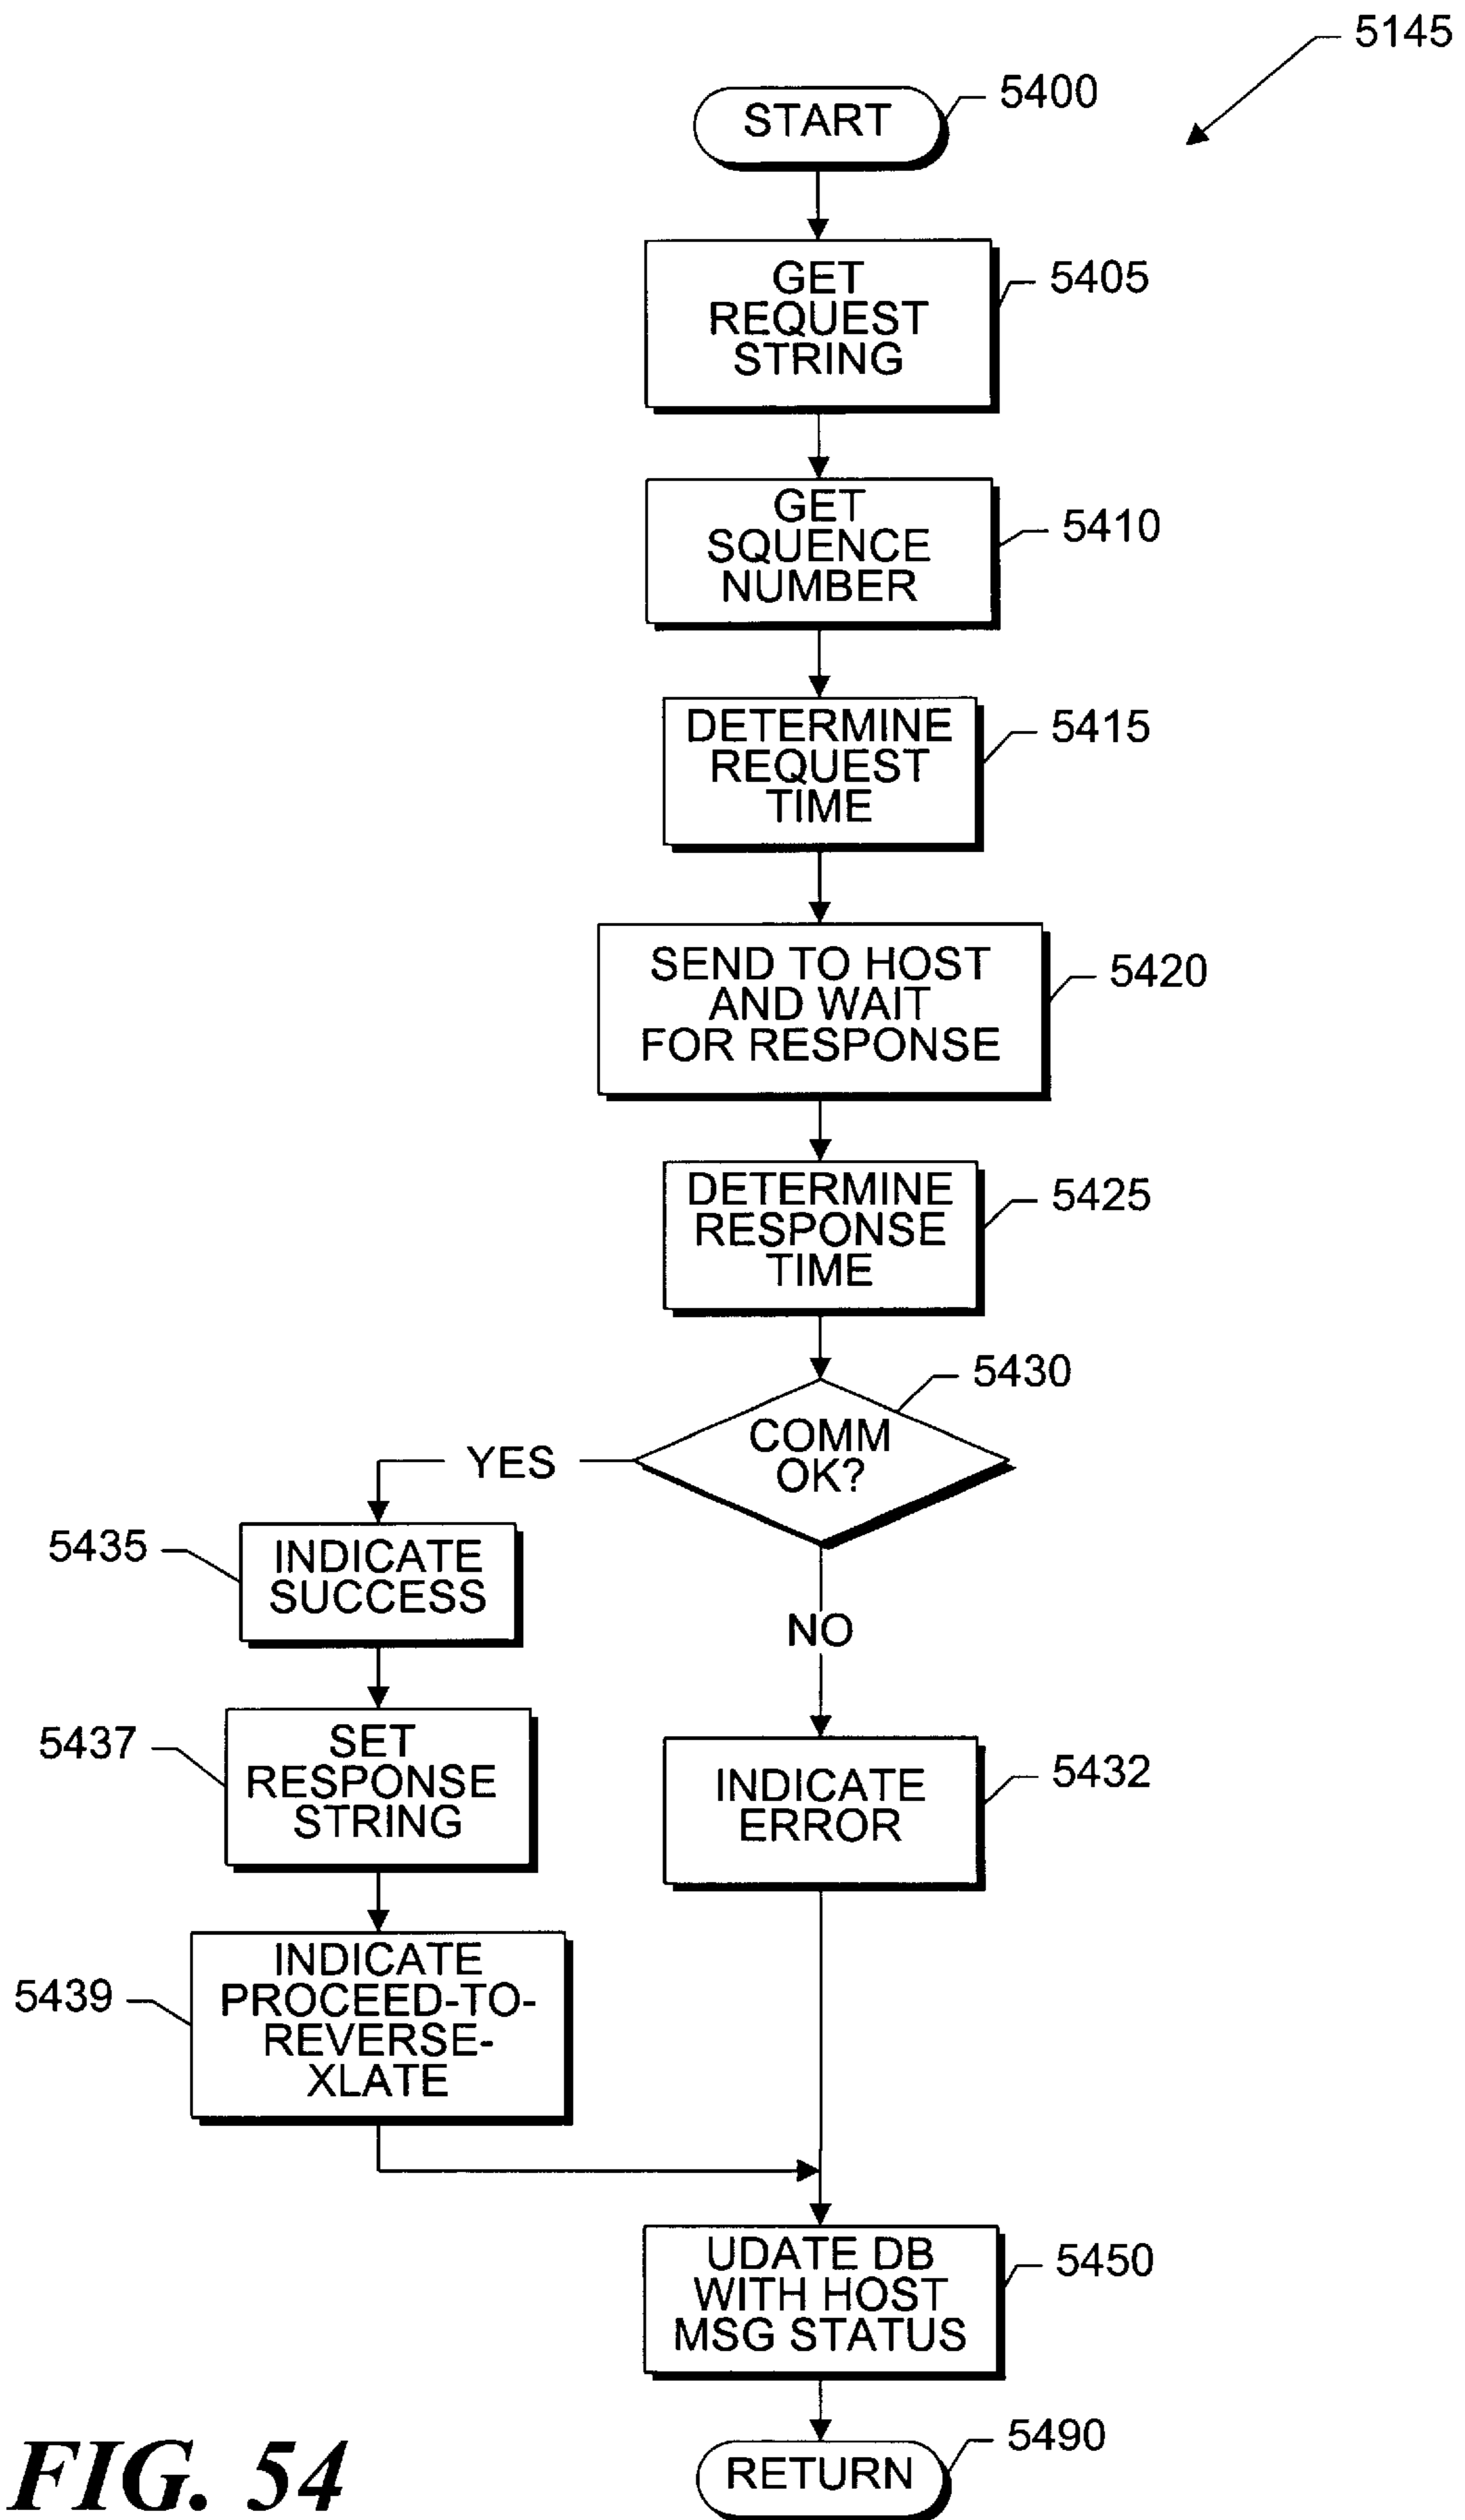 5145
START
5400
GET
REQUEST
STRING
5405
GET
SQUENCE
NUMBER
5410
DETERMINE
REQUEST
TIME
5415
SEND TO HOST
AND WAIT
FOR RESPONSE
5420
DETERMINE
RESPONSE
TIME
5425
COMM
OK?
5430
YES
5435
INDICATE
SUCCESS
NO
5437
SET
RESPONSE
STRING
INDICATE
ERROR
5432
5439
INDICATE
PROCEED-TO-
REVERSE-
XLATE
UDATE DB
WITH HOST
MSG STATUS
5450
RETURN
5490
FIG. 54